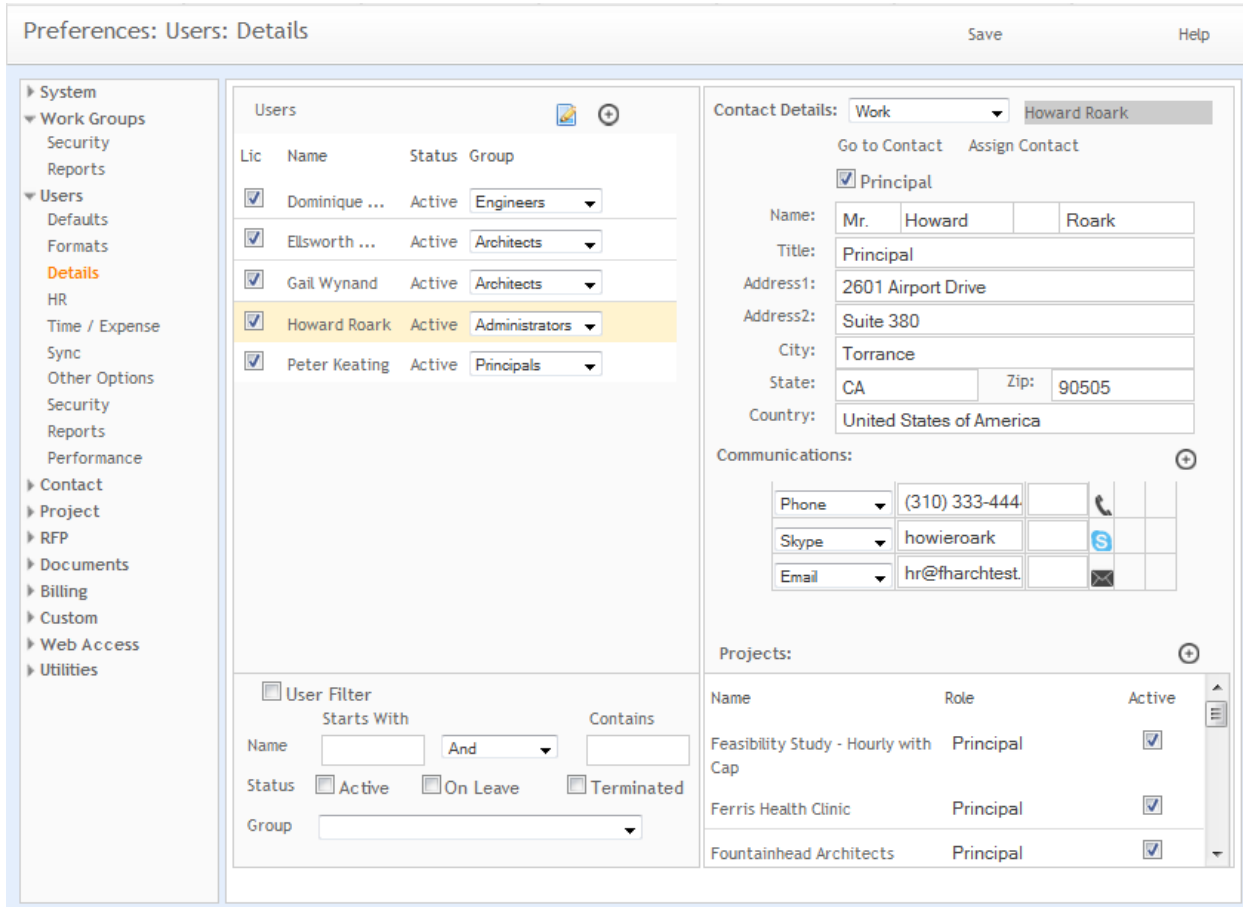 Preferences: Users: Details
Save
Help
System
Work Groups
Security
Reports
Users
Defaults
Formats
Details
HR
Time / Expense
Sync
Other Options
Security
Reports
Performance
Contact
Project
RFP
Documents
Billing
Custom
Web Access
Utilities
Users
Lic Name Status Group
Dominique ... Active Engineers
Ellsworth ... Active Architects
Gail Wynand Active Architects
Howard Roark Active Administrators
Peter Keating Active Principals
User Filter
Starts With Contains
Name And
Status Active On Leave Terminated
Group
Contact Details: Work Howard Roark
Go to Contact Assign Contact
Principal
Name: Mr. Howard Roark
Title: Principal
Address1: 2601 Airport Drive
Address2: Suite 380
City: Torrance
State: CA Zip: 90505
Country: United States of America
Communications:
Phone (310) 333-444
Skype howieroark
Email hr@fharchtest.
Projects:
Name Role Active
Feasibility Study - Hourly with Principal
Cap
Ferris Health Clinic Principal
Fountainhead Architects Principal